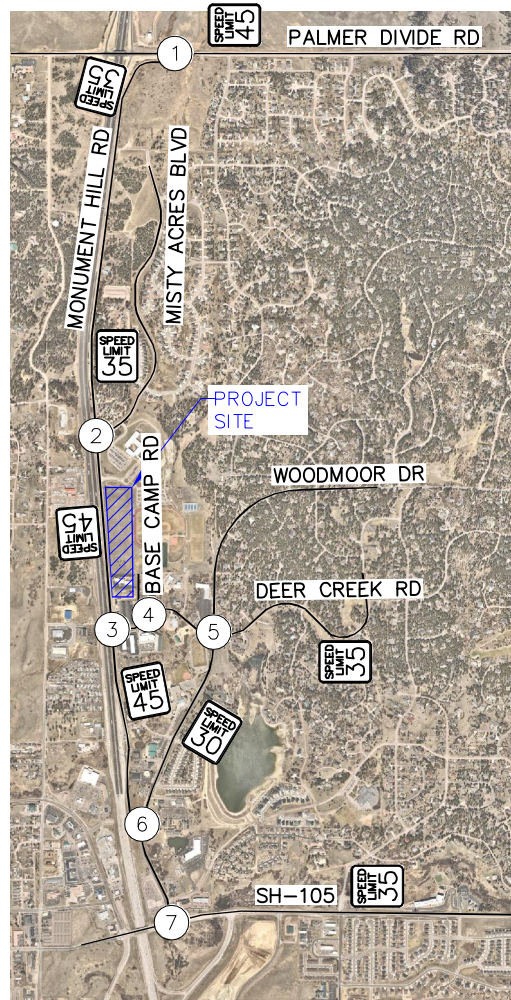 SPEED
LIMIT
45
1
PALMER DIVIDE RD
SPEED
LIMIT
35
MONUMENT HILL RD
MISTY ACRES BLVD
SPEED
LIMIT
35
PROJECT
SITE
2
BASE CAMP RD
WOODMOOR DR
SPEED
LIMIT
45
DEER CREEK RD
4
3
5
SPEED
LIMIT
35
SPEED
LIMIT
45
SPEED
LIMIT
30
6
SPEED
LIMIT
35
SH-105
7